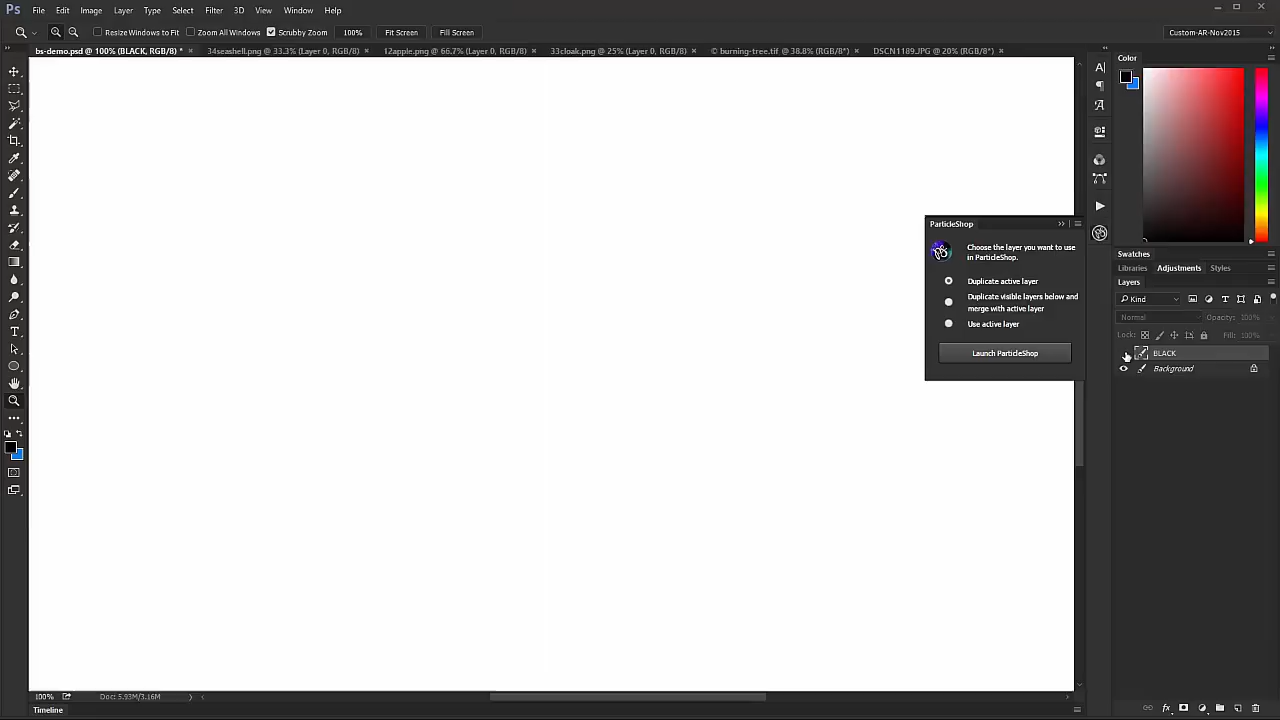 Ps File Edit Image Layer Type Select Filter 3D View Window Help
Resize Windows to Fit Zoom All Windows Scrubby Zoom 100% Fit Screen Fill Screen Custom-AR-Nov2015
bs-demo.psd @ 100% (BLACK, RGB/8) * × 34seashell.png @ 33.3% (Layer 0, RGB/8) × 12apple.png @ 66.7% (Layer 0, RGB/8) × 33cloak.png @ 25% (Layer 0, RGB/8) × © burning-tree.tif @ 38.8% (RGB/8*) × DSCN1189.JPG @ 20% (RGB/8*) ×
Color
ParticleShop
Choose the layer you want to use
in ParticleShop.
Duplicate active layer
Duplicate visible layers below and
merge with active layer
Use active layer
Launch ParticleShop
Swatches
Libraries Adjustments Styles
Layers
Kind
Normal Opacity: 100%
Lock: Fill: 100%
BLACK
Background
100% Doc: 5.93M/3.16M
Timeline